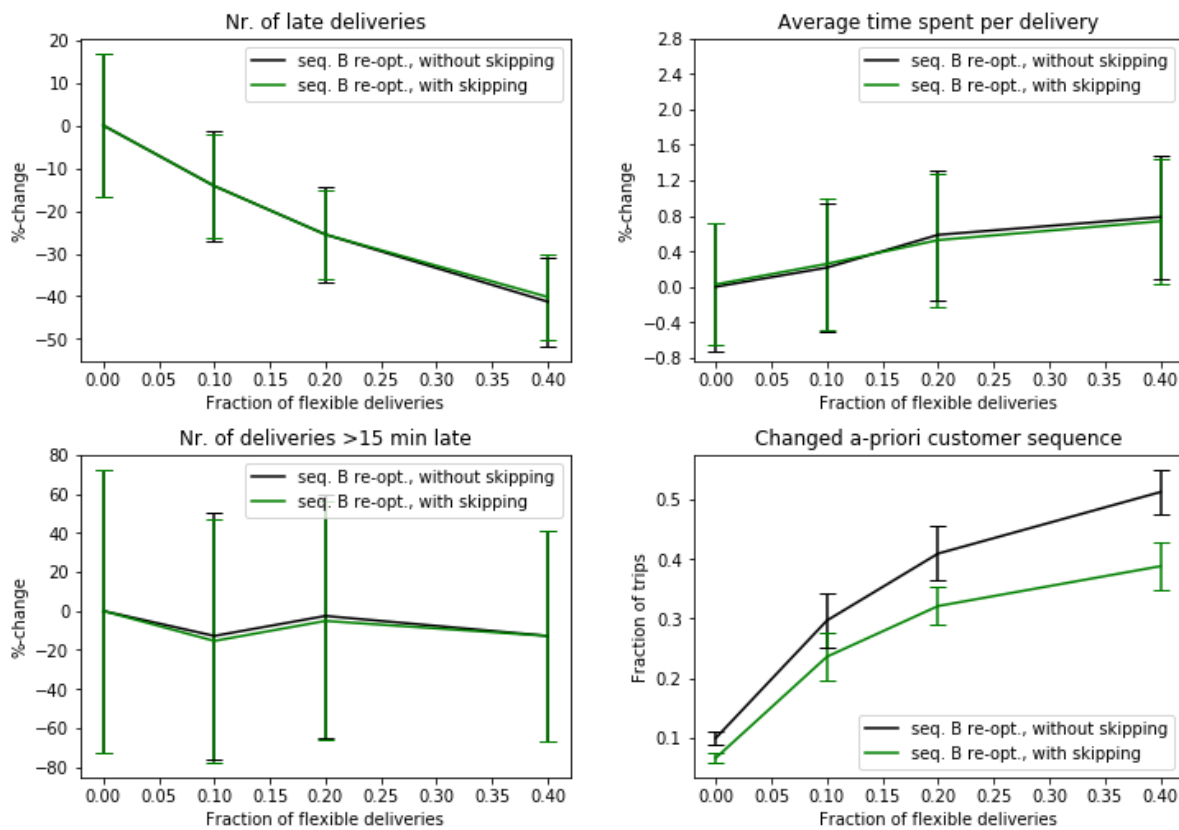 Nr. of late deliveries
20
10
0
−10
−20
−30
−40
−50
%-change
seq. B re-opt., without skipping
seq. B re-opt., with skipping
0.00 0.05 0.10 0.15 0.20 0.25 0.30 0.35 0.40
Fraction of flexible deliveries
Average time spent per delivery
2.8
2.4
2.0
1.6
1.2
0.8
0.4
0.0
−0.4
−0.8
%-change
seq. B re-opt., without skipping
seq. B re-opt., with skipping
0.00 0.05 0.10 0.15 0.20 0.25 0.30 0.35 0.40
Fraction of flexible deliveries
Nr. of deliveries >15 min late
80
60
40
20
0
−20
−40
−60
−80
%-change
seq. B re-opt., without skipping
seq. B re-opt., with skipping
0.00 0.05 0.10 0.15 0.20 0.25 0.30 0.35 0.40
Fraction of flexible deliveries
Changed a-priori customer sequence
0.5
0.4
0.3
0.2
0.1
Fraction of trips
seq. B re-opt., without skipping
seq. B re-opt., with skipping
0.00 0.05 0.10 0.15 0.20 0.25 0.30 0.35 0.40
Fraction of flexible deliveries